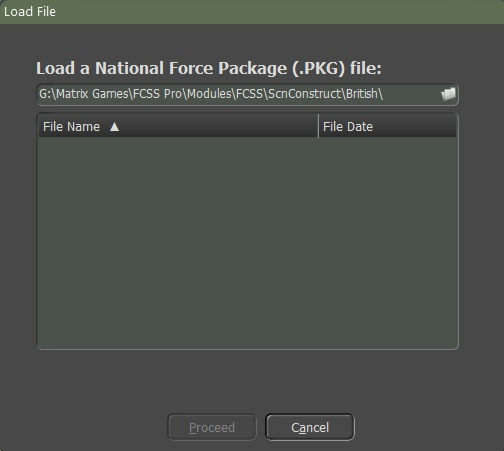 Load File
Load a National Force Package (.PKG) file:
G:\Matrix Games\FCSS Pro\Modules\FCSS\ScnConstruct\British\
File Name ▲ File Date
Proceed Cancel